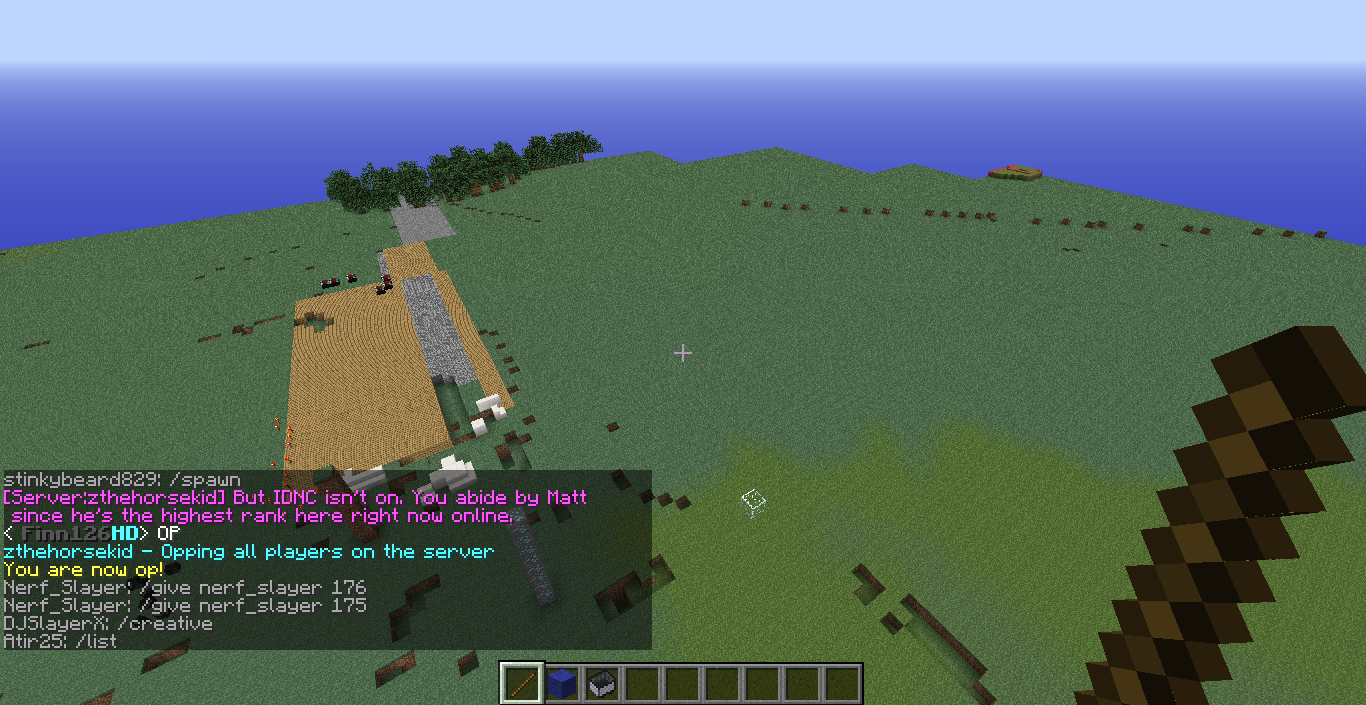 stinkybeard829: /spawn
[Server:zthehorsekid] But IDNC isn't on. You abide by Matt
since he's the highest rank here right now online.
< Finn126HD> OP
zthehorsekid - Opping all players on the server
You are now op!
Nerf_Slayer: /give nerf_slayer 176
Nerf_Slayer: /give nerf_slayer 175
DJSlayerX: /creative
Atir25: /list